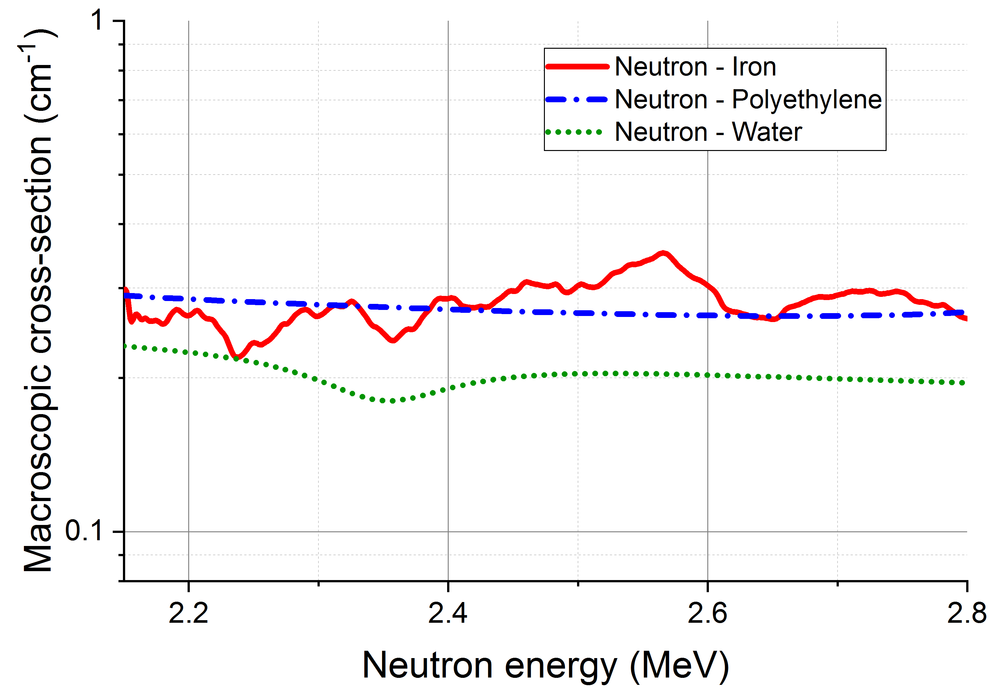 Macroscopic cross-section (cm⁻¹)
1
0.1
Neutron - Iron
Neutron - Polyethylene
Neutron - Water
2.2
2.4
2.6
2.8
Neutron energy (MeV)